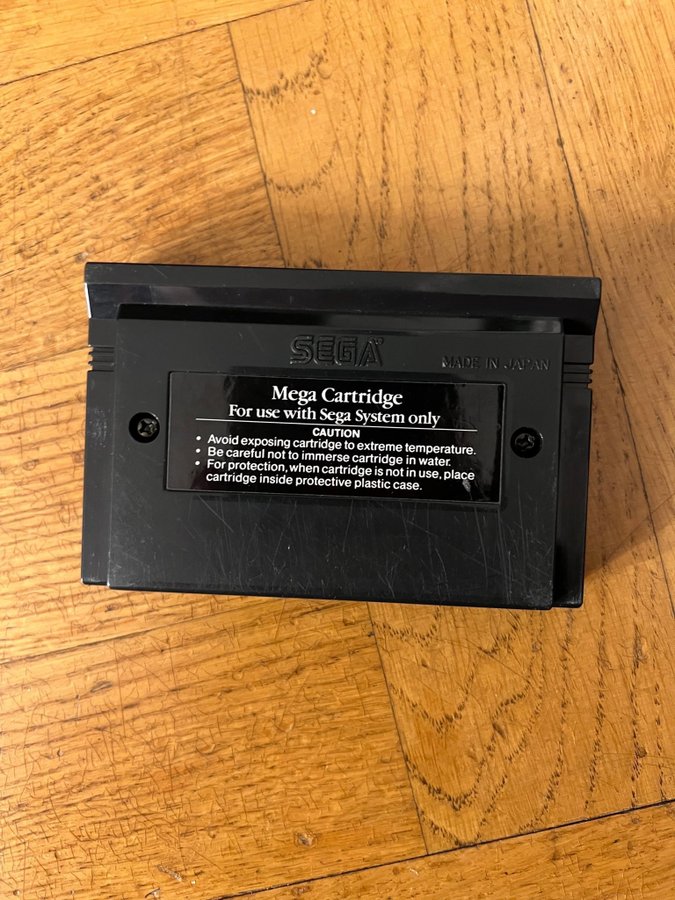 SEGA
MADE IN JAPAN
Mega Cartridge
For use with Sega System only
CAUTION
• Avoid exposing cartridge to extreme temperature.
• Be careful not to immerse cartridge in water.
• For protection, when cartridge is not in use, place
cartridge inside protective plastic case.